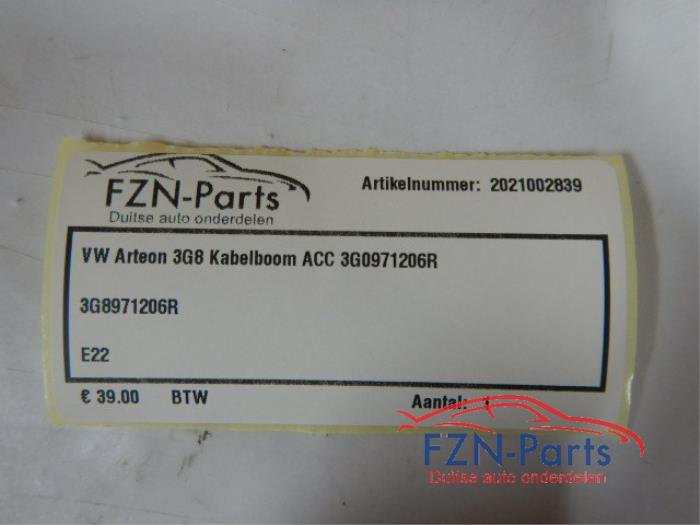 FZN-Parts
Duitse auto onderdelen
Artikelnummer: 2021002839
VW Arteon 3G8 Kabelboom ACC 3G0971206R
3G8971206R
E22
€ 39.00 BTW
Aantal: 1
FZN-Parts
Duitse auto onderdelen